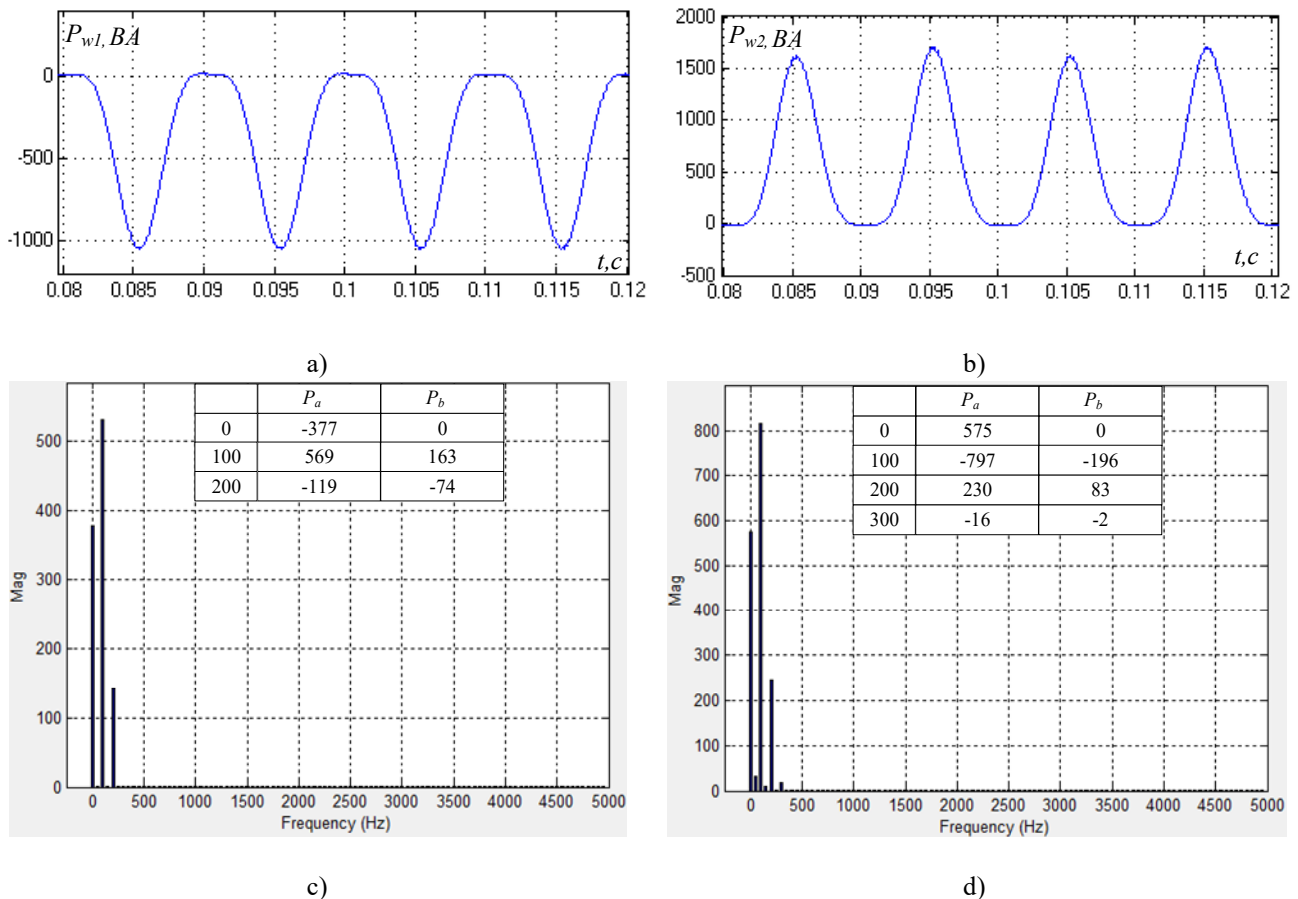 Pw1, BA
0
-500
-1000
t,c
0.08 0.085 0.09 0.095 0.1 0.105 0.11 0.115 0.12
a)
Pw2, BA
2000
1500
1000
500
0
-500
t,c
0.08 0.085 0.09 0.095 0.1 0.105 0.11 0.115 0.12
b)
Pa Pb
0 -377 0
100 569 163
200 -119 -74
Mag
500
400
300
200
100
0
0 500 1000 1500 2000 2500 3000 3500 4000 4500 5000
Frequency (Hz)
c)
Pa Pb
0 575 0
100 -797 -196
200 230 83
300 -16 -2
Mag
800
700
600
500
400
300
200
100
0
0 500 1000 1500 2000 2500 3000 3500 4000 4500 5000
Frequency (Hz)
d)